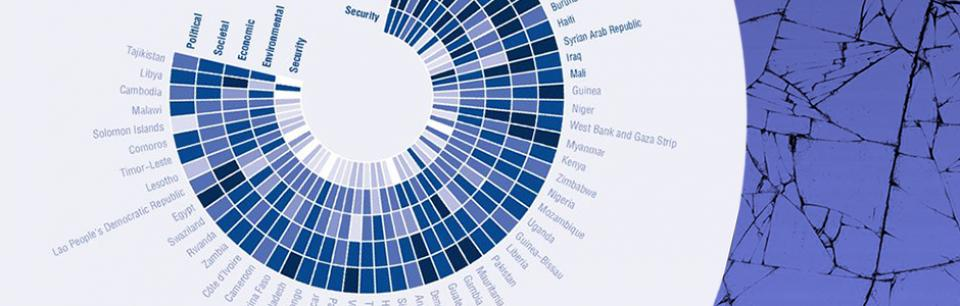 Security
Political
Societal
Economic
Environmental
Security
Haiti
Syrian Arab Republic
Iraq
Mali
Guinea
Niger
West Bank and Gaza Strip
Myanmar
Kenya
Zimbabwe
Nigeria
Mozambique
Uganda
Guinea–Bissau
Liberia
Pakistan
Mauritania
Gambia
Tajikistan
Libya
Cambodia
Malawi
Solomon Islands
Comoros
Timor–Leste
Lesotho
Lao People's Democratic Republic
Egypt
Swaziland
Rwanda
Zambia
Côte d'Ivoire
Cameroon